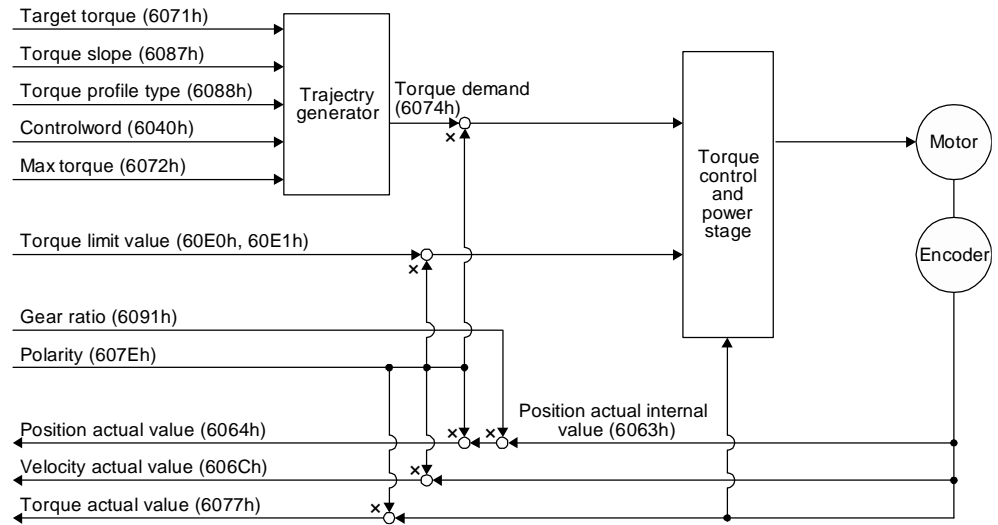 Target torque (6071h)
Torque slope (6087h)
Torque profile type (6088h)
Controlword (6040h)
Max torque (6072h)
Trajectry
generator
Torque demand
(6074h)
×
Torque
control
and
power
stage
Motor
Encoder
Torque limit value (60E0h, 60E1h)
×
Gear ratio (6091h)
Polarity (607Eh)
Position actual internal
value (6063h)
Position actual value (6064h)
×
×
Velocity actual value (606Ch)
×
Torque actual value (6077h)
×